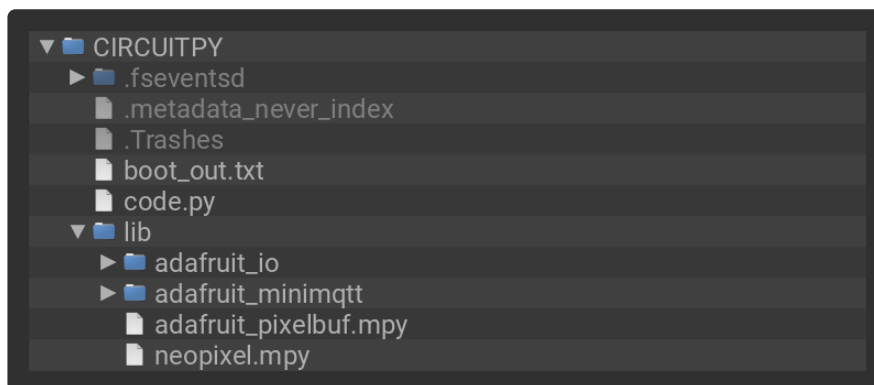 CIRCUITPY
.fseventsd
.metadata_never_index
.Trashes
boot_out.txt
code.py
lib
adafruit_io
adafruit_minimqtt
adafruit_pixelbuf.mpy
neopixel.mpy